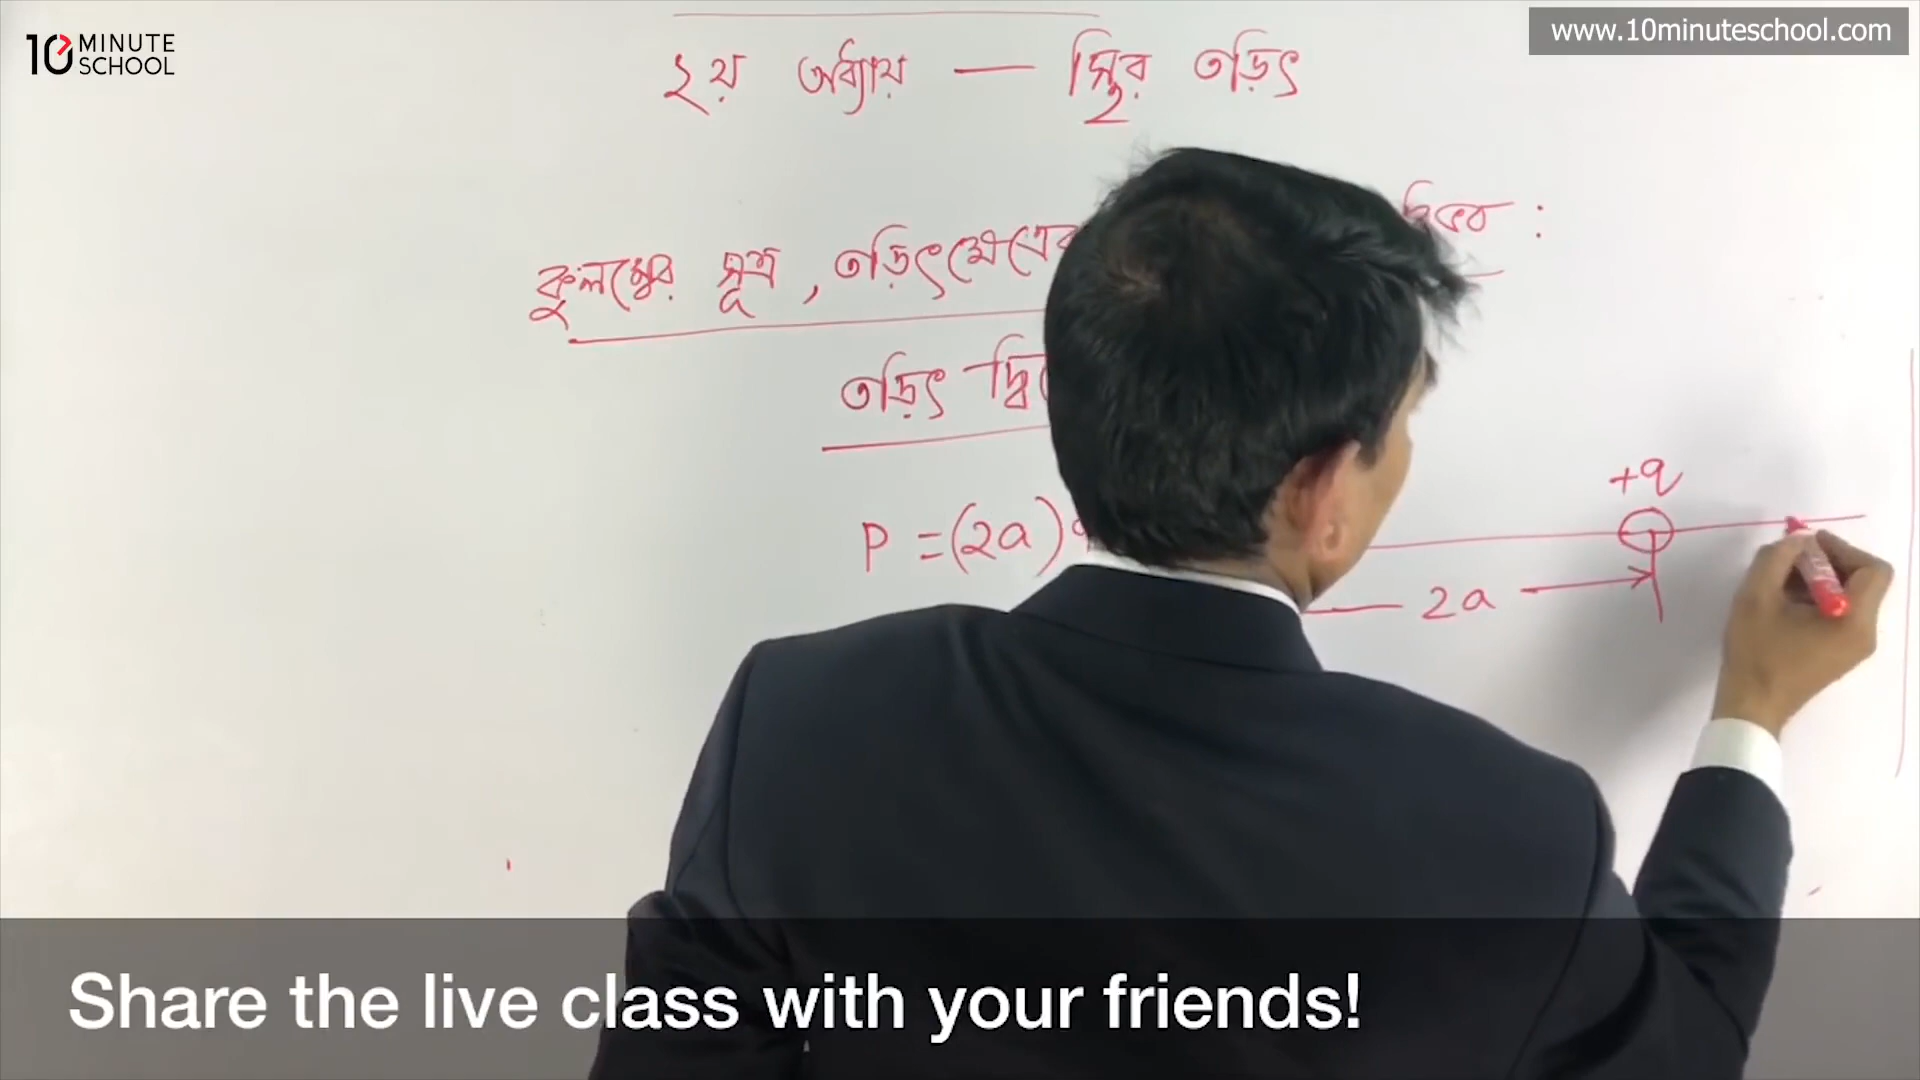 10 MINUTE SCHOOL
www.10minuteschool.com
২য় অধ্যায় — স্থির তড়িৎ
কুলম্বের সূত্র, তড়িৎক্ষেত্রের :
তড়িৎ
P = (2a)
+q
2a
Share the live class with your friends!